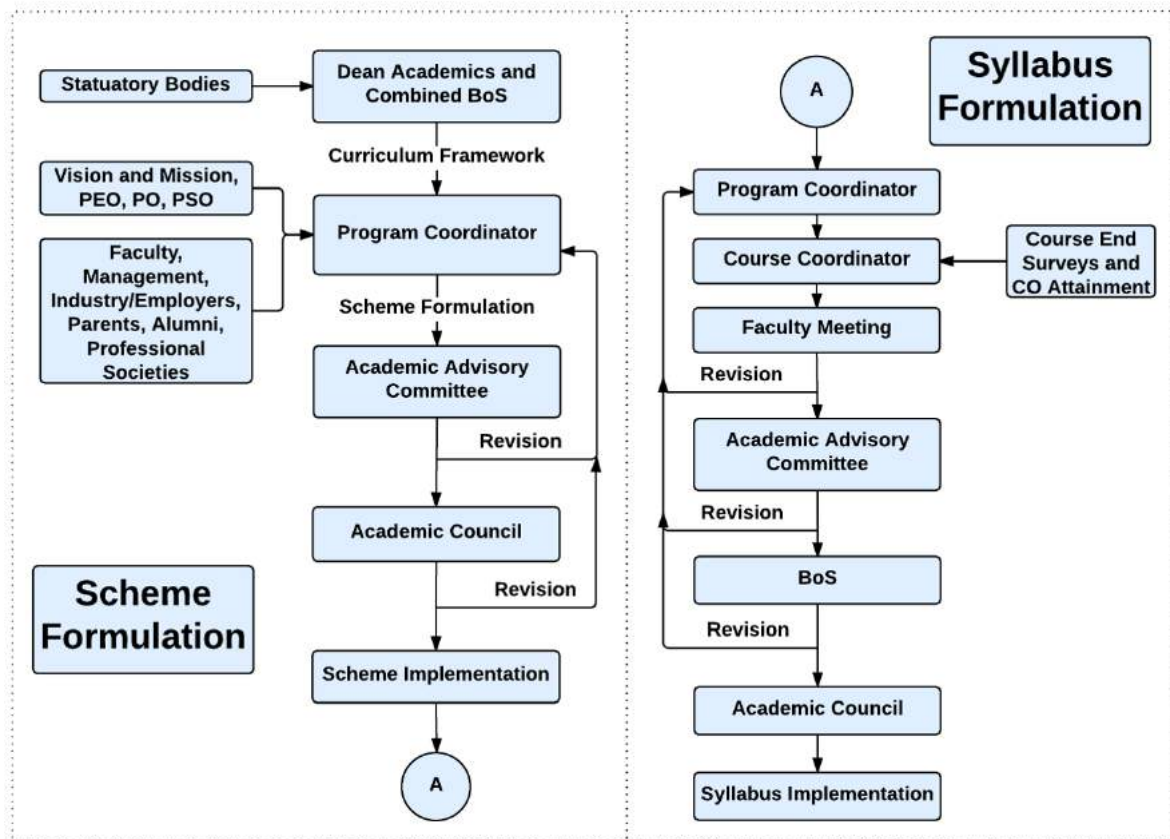 Statuatory Bodies
Dean Academics and
Combined BoS
Curriculum Framework
Vision and Mission,
PEO, PO, PSO
Program Coordinator
Faculty,
Management,
Industry/Employers,
Parents, Alumni,
Professional
Societies
Scheme Formulation
Academic Advisory
Committee
Revision
Academic Council
Revision
Scheme
Formulation
Scheme Implementation
A
Syllabus
Formulation
A
Program Coordinator
Course Coordinator
Course End
Surveys and
CO Attainment
Faculty Meeting
Revision
Academic Advisory
Committee
Revision
BoS
Revision
Academic Council
Syllabus Implementation